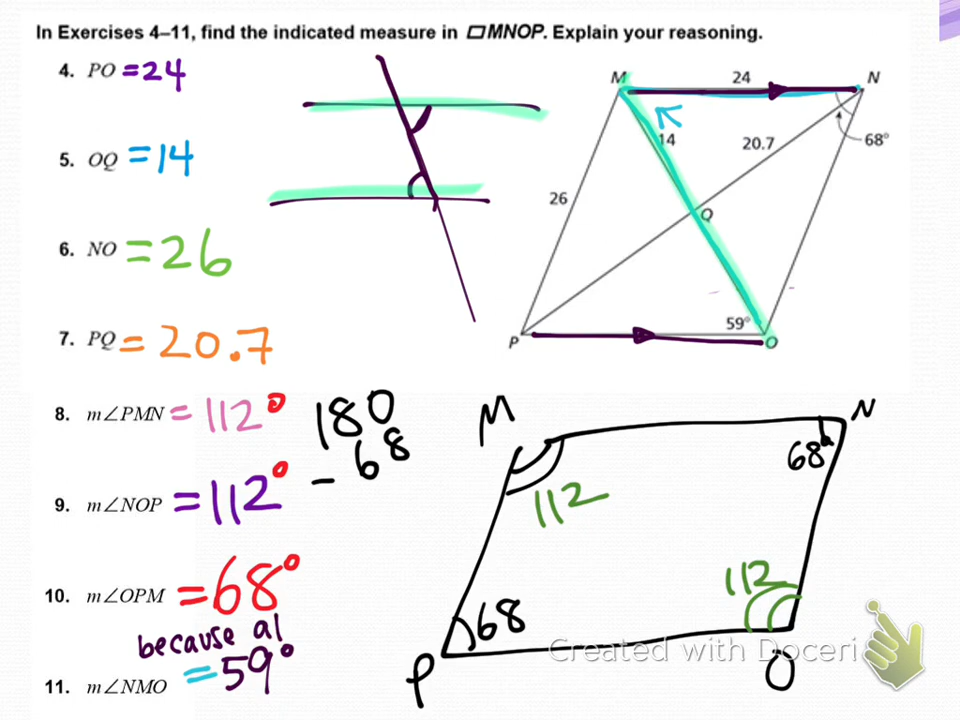 In Exercises 4–11, find the indicated measure in ▱MNOP. Explain your reasoning.
4. PO = 24
5. OQ = 14
6. NO = 26
7. PQ = 20.7
8. m∠PMN = 112°
180
- 68
9. m∠NOP = 112°
10. m∠OPM = 68°
because al
11. m∠NMO = 59°
M 24 N
14 20.7 68°
26
Q
59°
P O
M N
68°
112
112
68
P O
Created with Doceri